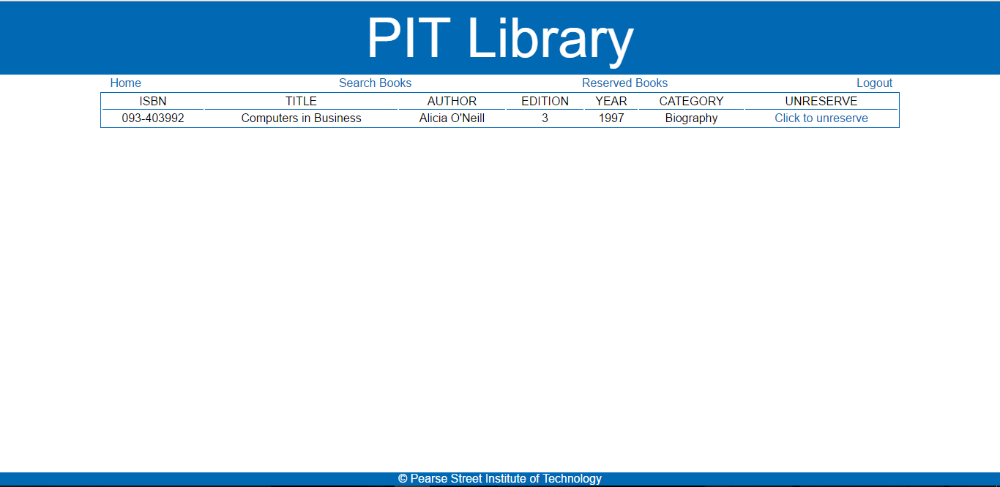 PIT Library
Home Search Books Reserved Books Logout
ISBN TITLE AUTHOR EDITION YEAR CATEGORY UNRESERVE
093-403992 Computers in Business Alicia O'Neill 3 1997 Biography Click to unreserve
© Pearse Street Institute of Technology